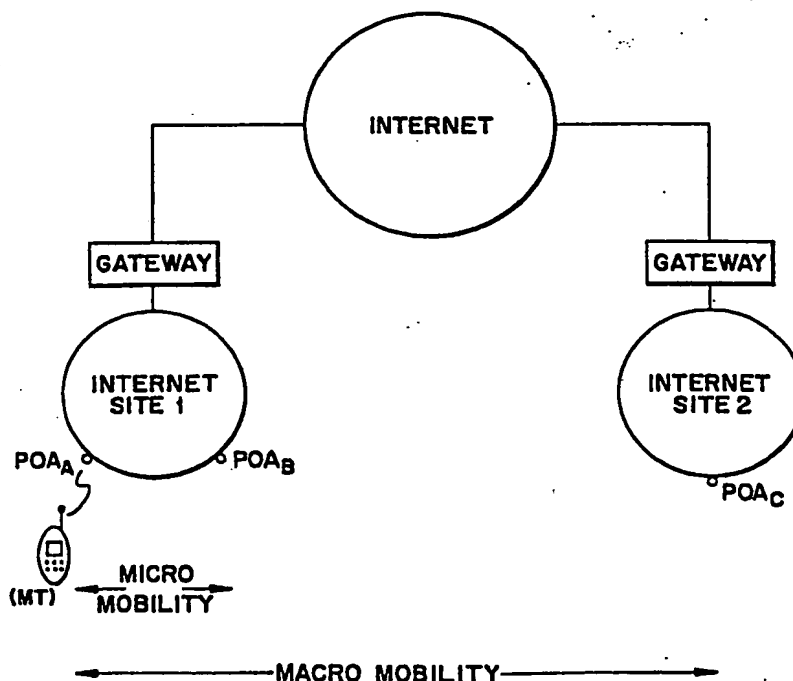 INTERNET
GATEWAY
GATEWAY
INTERNET
SITE 1
INTERNET
SITE 2
POAA
POAB
POAC
(MT)
MICRO
MOBILITY
MACRO MOBILITY